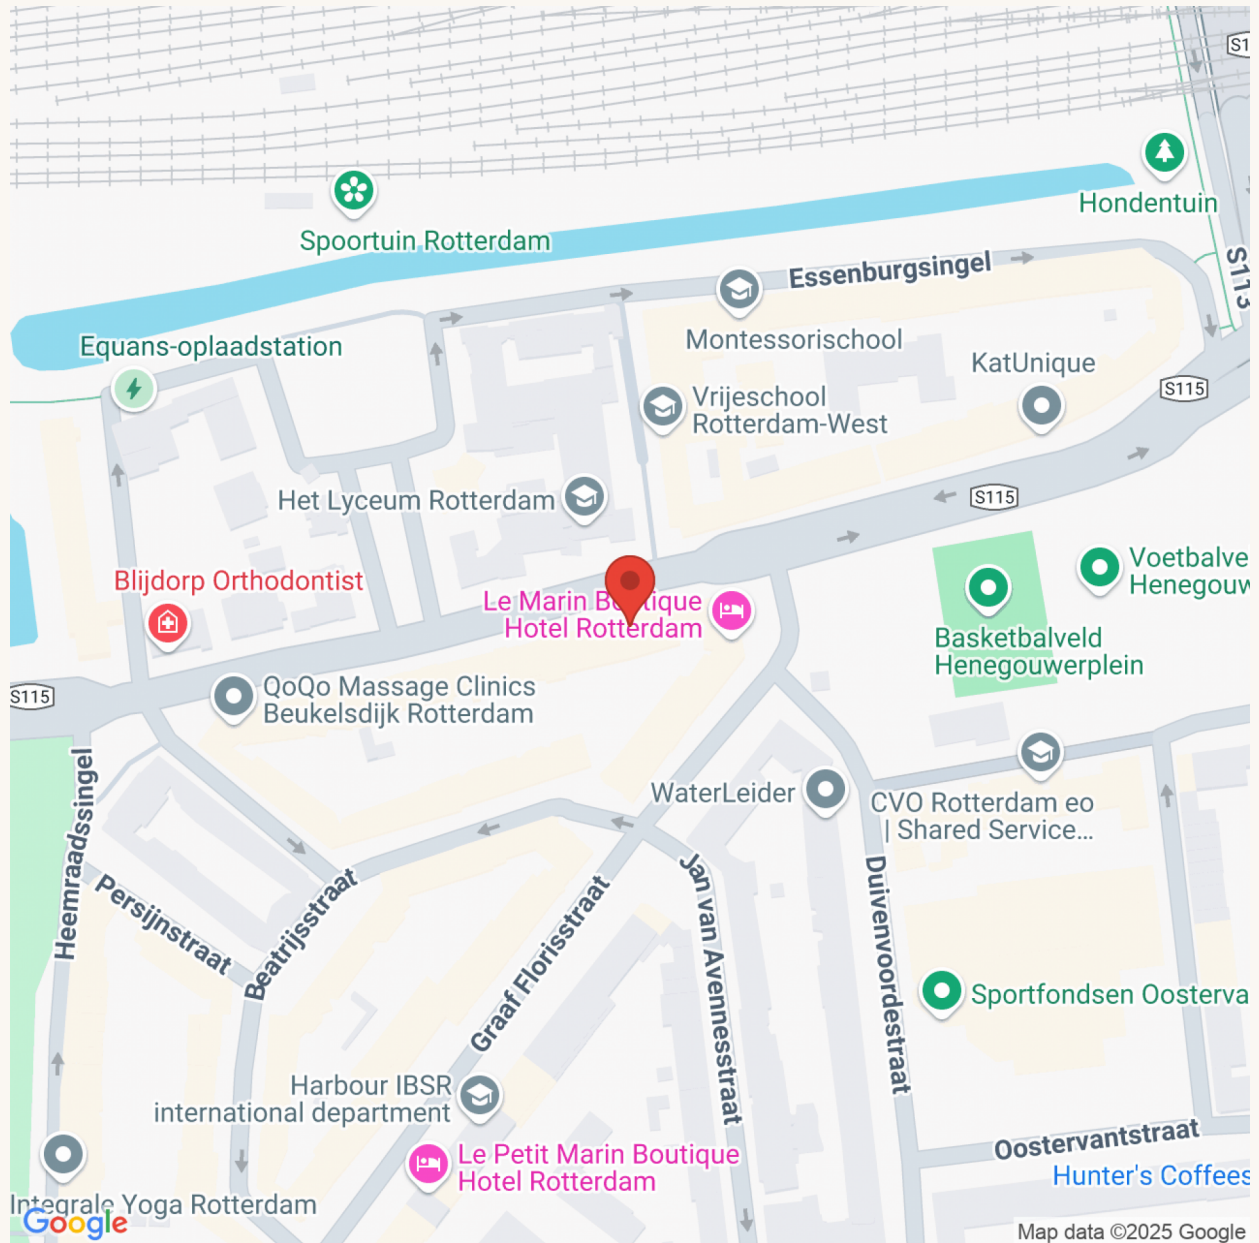 S1
Hondentuin
Spoortuin Rotterdam
Essenburgsingel
S113
Montessorischool
Equans-oplaadstation
KatUnique
S115
Vrijeschool
Rotterdam-West
Het Lyceum Rotterdam
S115
Blijdorp Orthodontist
Voetbalve
Henegouw
Le Marin Boutique
Hotel Rotterdam
Basketbalveld
Henegouwerplein
S115
QoQo Massage Clinics
Beukelsdijk Rotterdam
Heemraadssingel
WaterLeider
CVO Rotterdam eo
| Shared Service...
Persijnstraat
Beatrijsstraat
Graaf Florisstraat
Jan van Avennesstraat
Duivenvoordestraat
Sportfondsen Oosterva
Harbour IBSR
international department
Oostervantstraat
Le Petit Marin Boutique
Hotel Rotterdam
Hunter's Coffees
Integrale Yoga Rotterdam
Google
Map data ©2025 Google